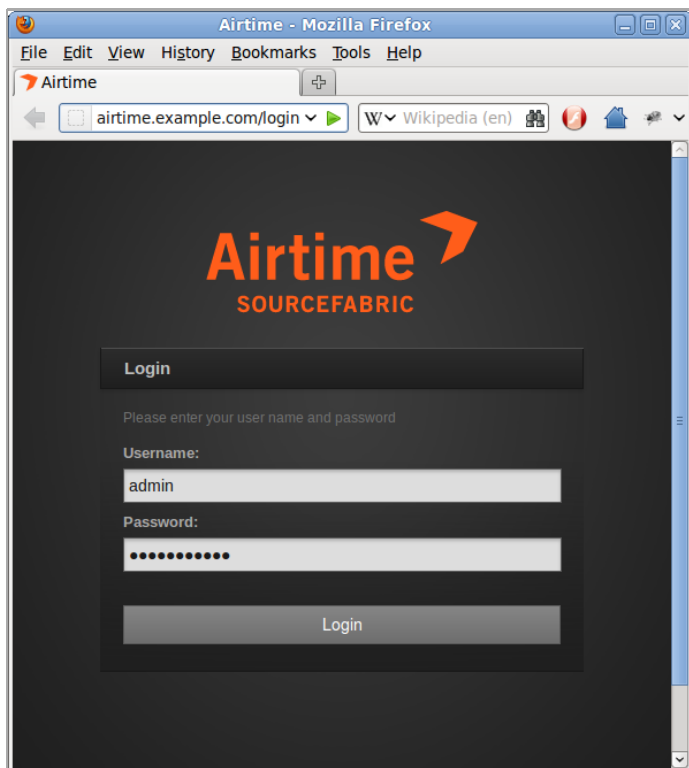 Airtime - Mozilla Firefox
File Edit View History Bookmarks Tools Help
Airtime
airtime.example.com/login W Wikipedia (en)
Airtime
SOURCEFABRIC
Login
Please enter your user name and password
Username:
admin
Password:
•••••••••••
Login